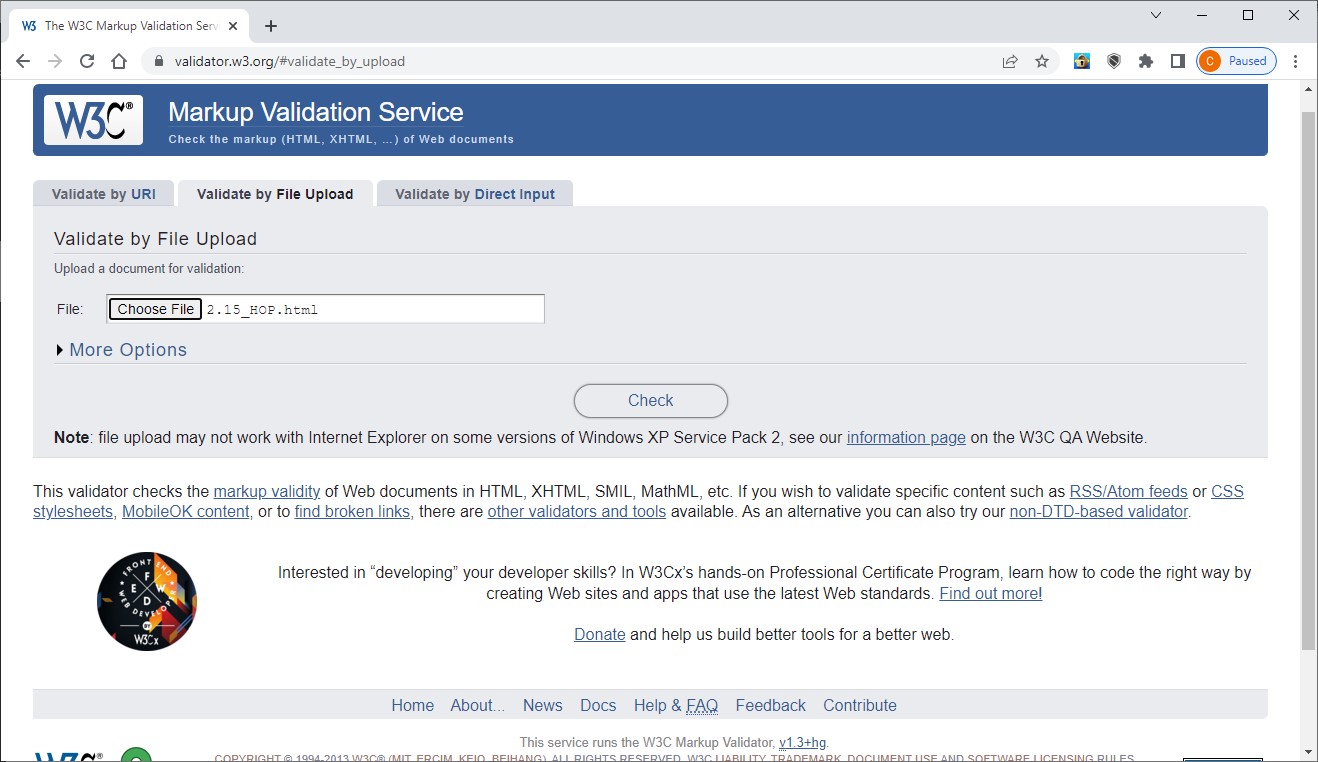 W3 The W3C Markup Validation Serv
validator.w3.org/#validate_by_upload
C Paused
W3C® Markup Validation Service
Check the markup (HTML, XHTML, …) of Web documents
Validate by URI Validate by File Upload Validate by Direct Input
Validate by File Upload
Upload a document for validation:
File: Choose File 2.15_HOP.html
More Options
Check
Note: file upload may not work with Internet Explorer on some versions of Windows XP Service Pack 2, see our information page on the W3C QA Website.
This validator checks the markup validity of Web documents in HTML, XHTML, SMIL, MathML, etc. If you wish to validate specific content such as RSS/Atom feeds or CSS
stylesheets, MobileOK content, or to find broken links, there are other validators and tools available. As an alternative you can also try our non-DTD-based validator.
FRONT END
F E W D
WEB DEVELOPER
BY
W3Cx
Interested in “developing” your developer skills? In W3Cx’s hands-on Professional Certificate Program, learn how to code the right way by
creating Web sites and apps that use the latest Web standards. Find out more!
Donate and help us build better tools for a better web.
Home About... News Docs Help & FAQ Feedback Contribute
This service runs the W3C Markup Validator, v1.3+hg.
W3C®
COPYRIGHT © 1994-2013 W3C® (MIT, ERCIM, KEIO, BEIHANG), ALL RIGHTS RESERVED. W3C LIABILITY, TRADEMARK, DOCUMENT USE AND SOFTWARE LICENSING RULES